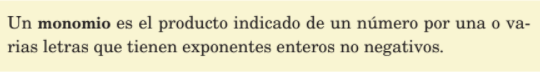 Un monomio es el producto indicado de un número por una o va-
rias letras que tienen exponentes enteros no negativos.